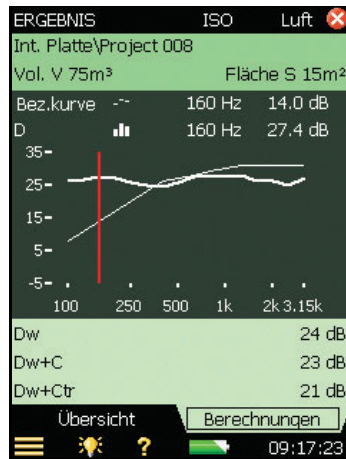 ERGEBNIS ISO Luft
Int. Platte\Project 008
Vol. V 75m³ Fläche S 15m²
Bez.kurve -- 160 Hz 14.0 dB
D 160 Hz 27.4 dB
35-
25-
15-
5-
-5-
100 250 500 1k 2k 3.15k
Dw 24 dB
Dw+C 23 dB
Dw+Ctr 21 dB
Übersicht Berechnungen
? 09:17:23